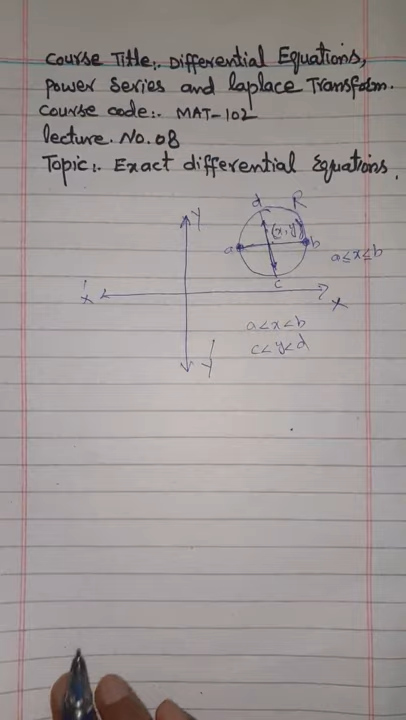 Course Title:. Differential Equations,
power Series and laplace Transform.
Course code:. MAT-102
lecture. No. 08
Topic:. Exact differential Equations.
d R
Y
(x, y)
a b
a≤x≤b
c
X' X
a<x<b
c<y<d
Y'